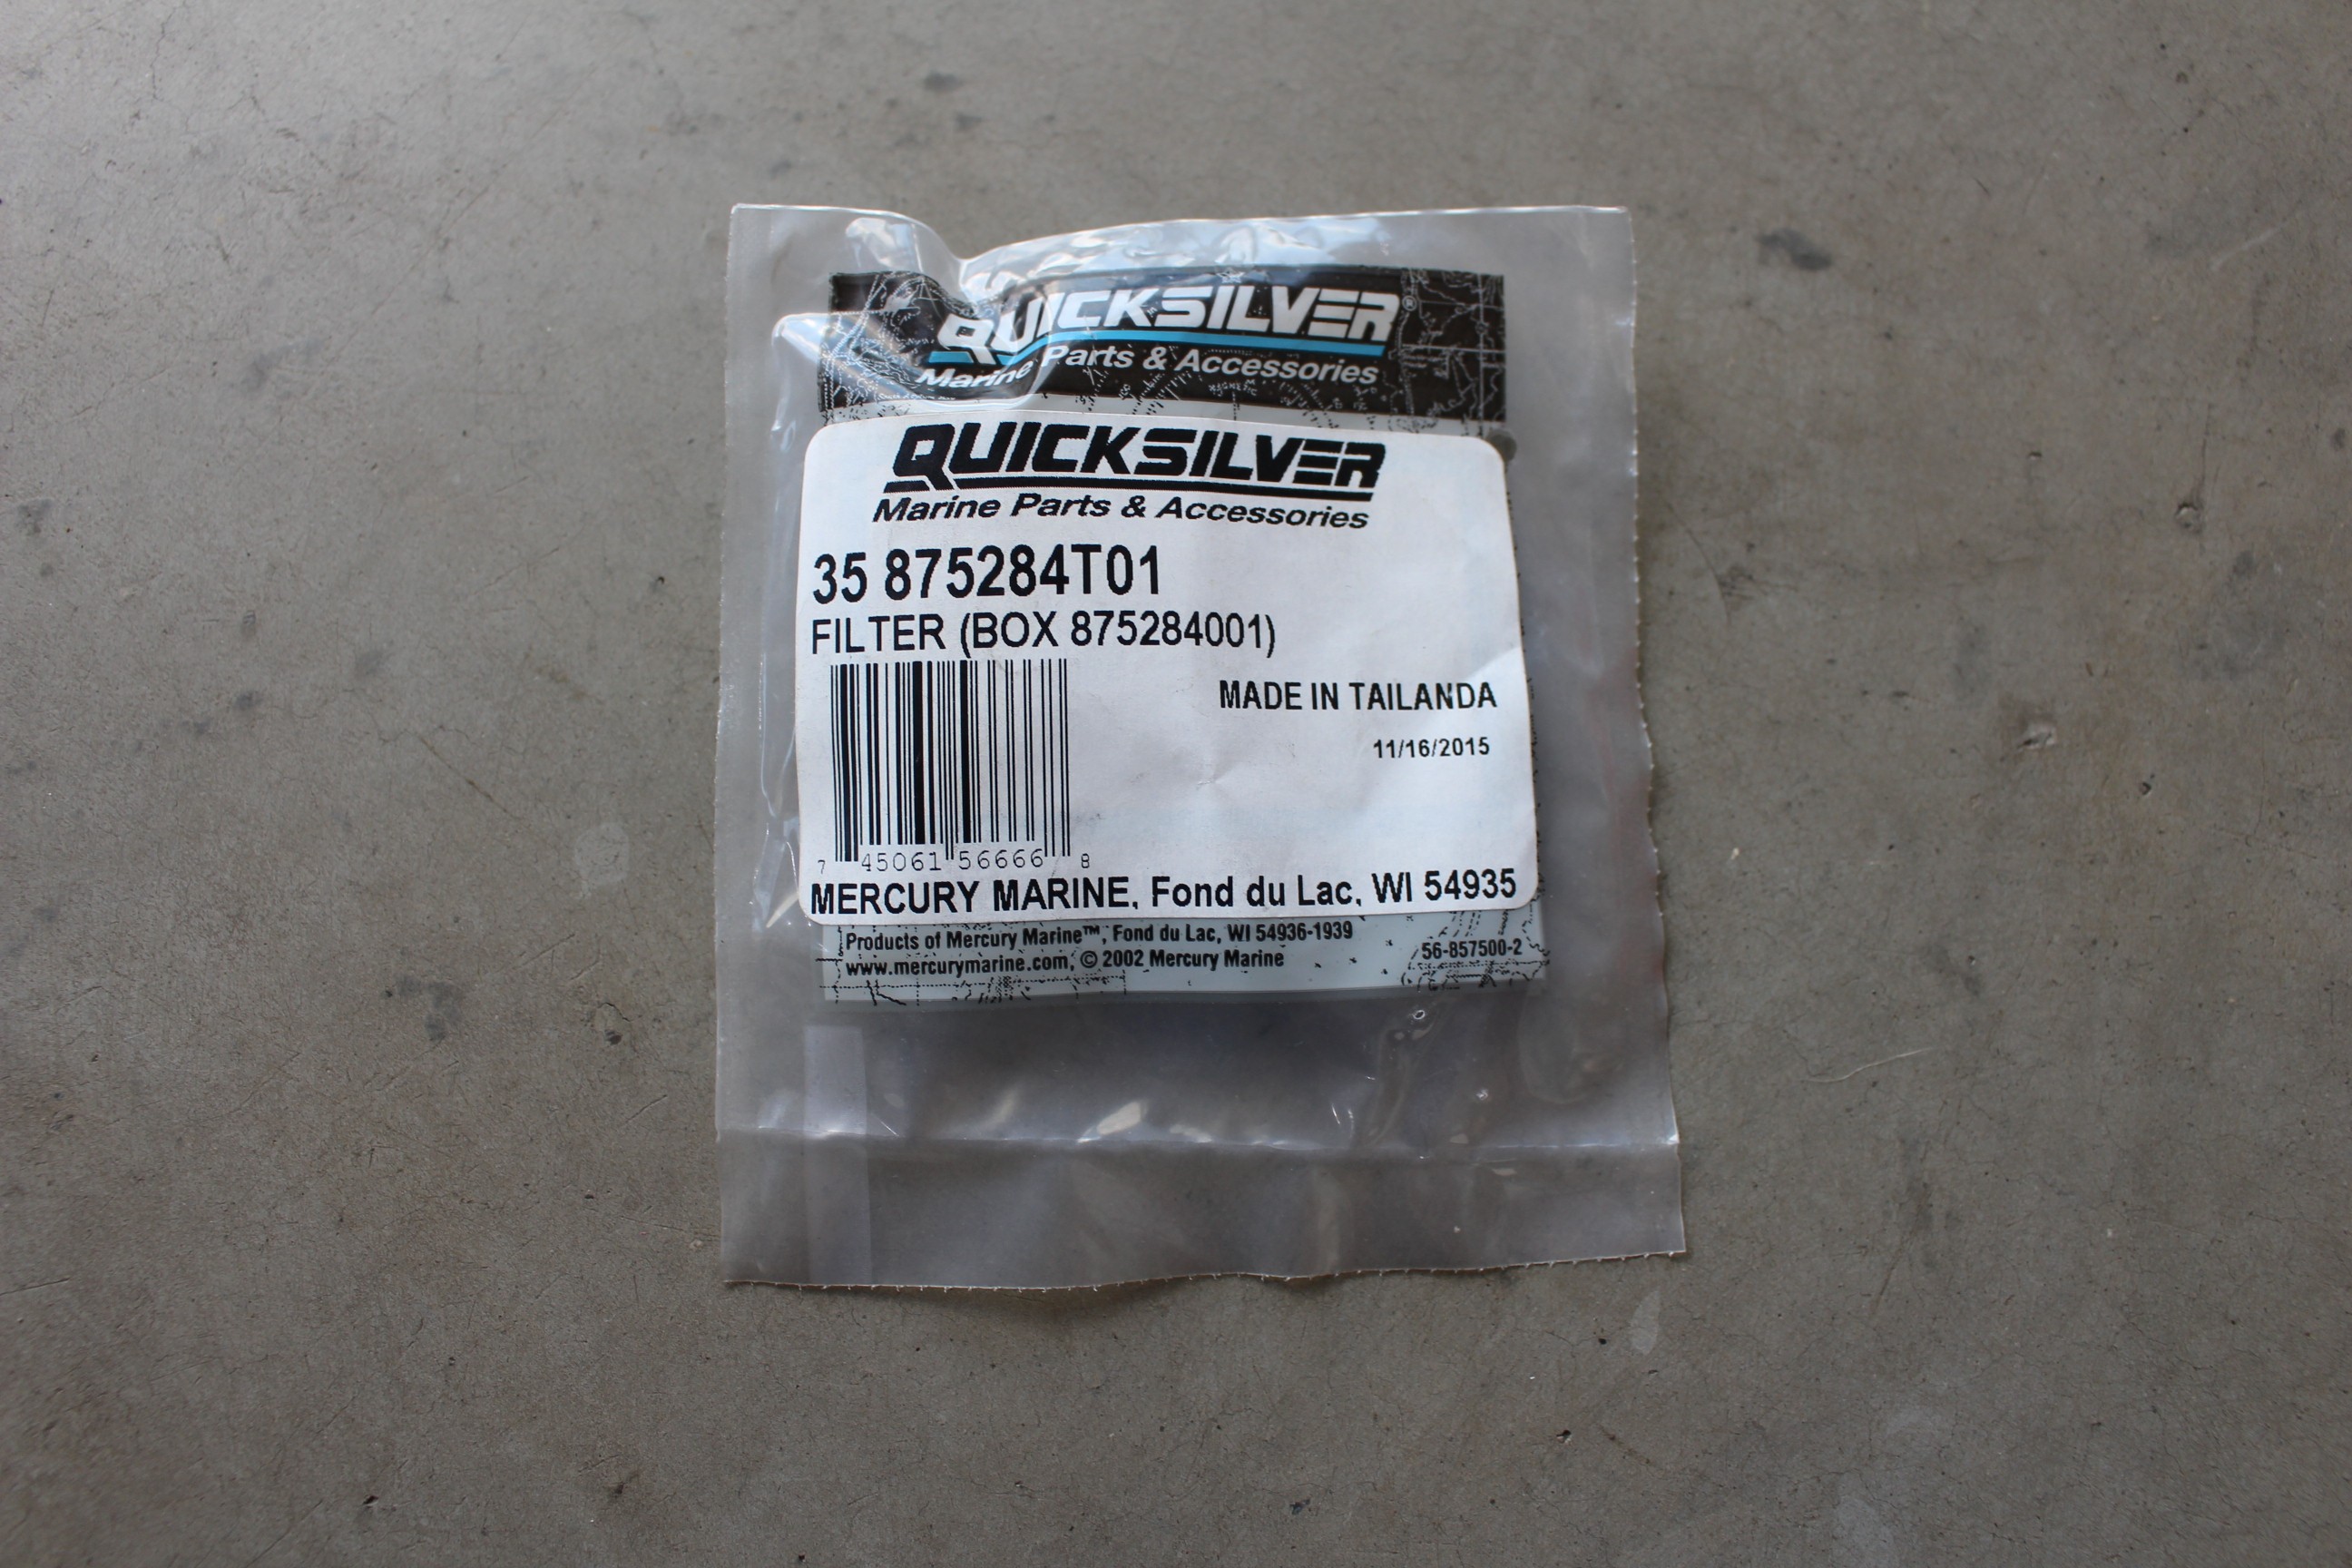 QUICKSILVER®
Marine Parts & Accessories
QUICKSILVER
Marine Parts & Accessories
35 875284T01
FILTER (BOX 875284001)
MADE IN TAILANDA
11/16/2015
7 45061 56666 8
MERCURY MARINE, Fond du Lac, WI 54935
Products of Mercury Marine™, Fond du Lac, WI 54936-1939
www.mercurymarine.com, © 2002 Mercury Marine
56-857500-2